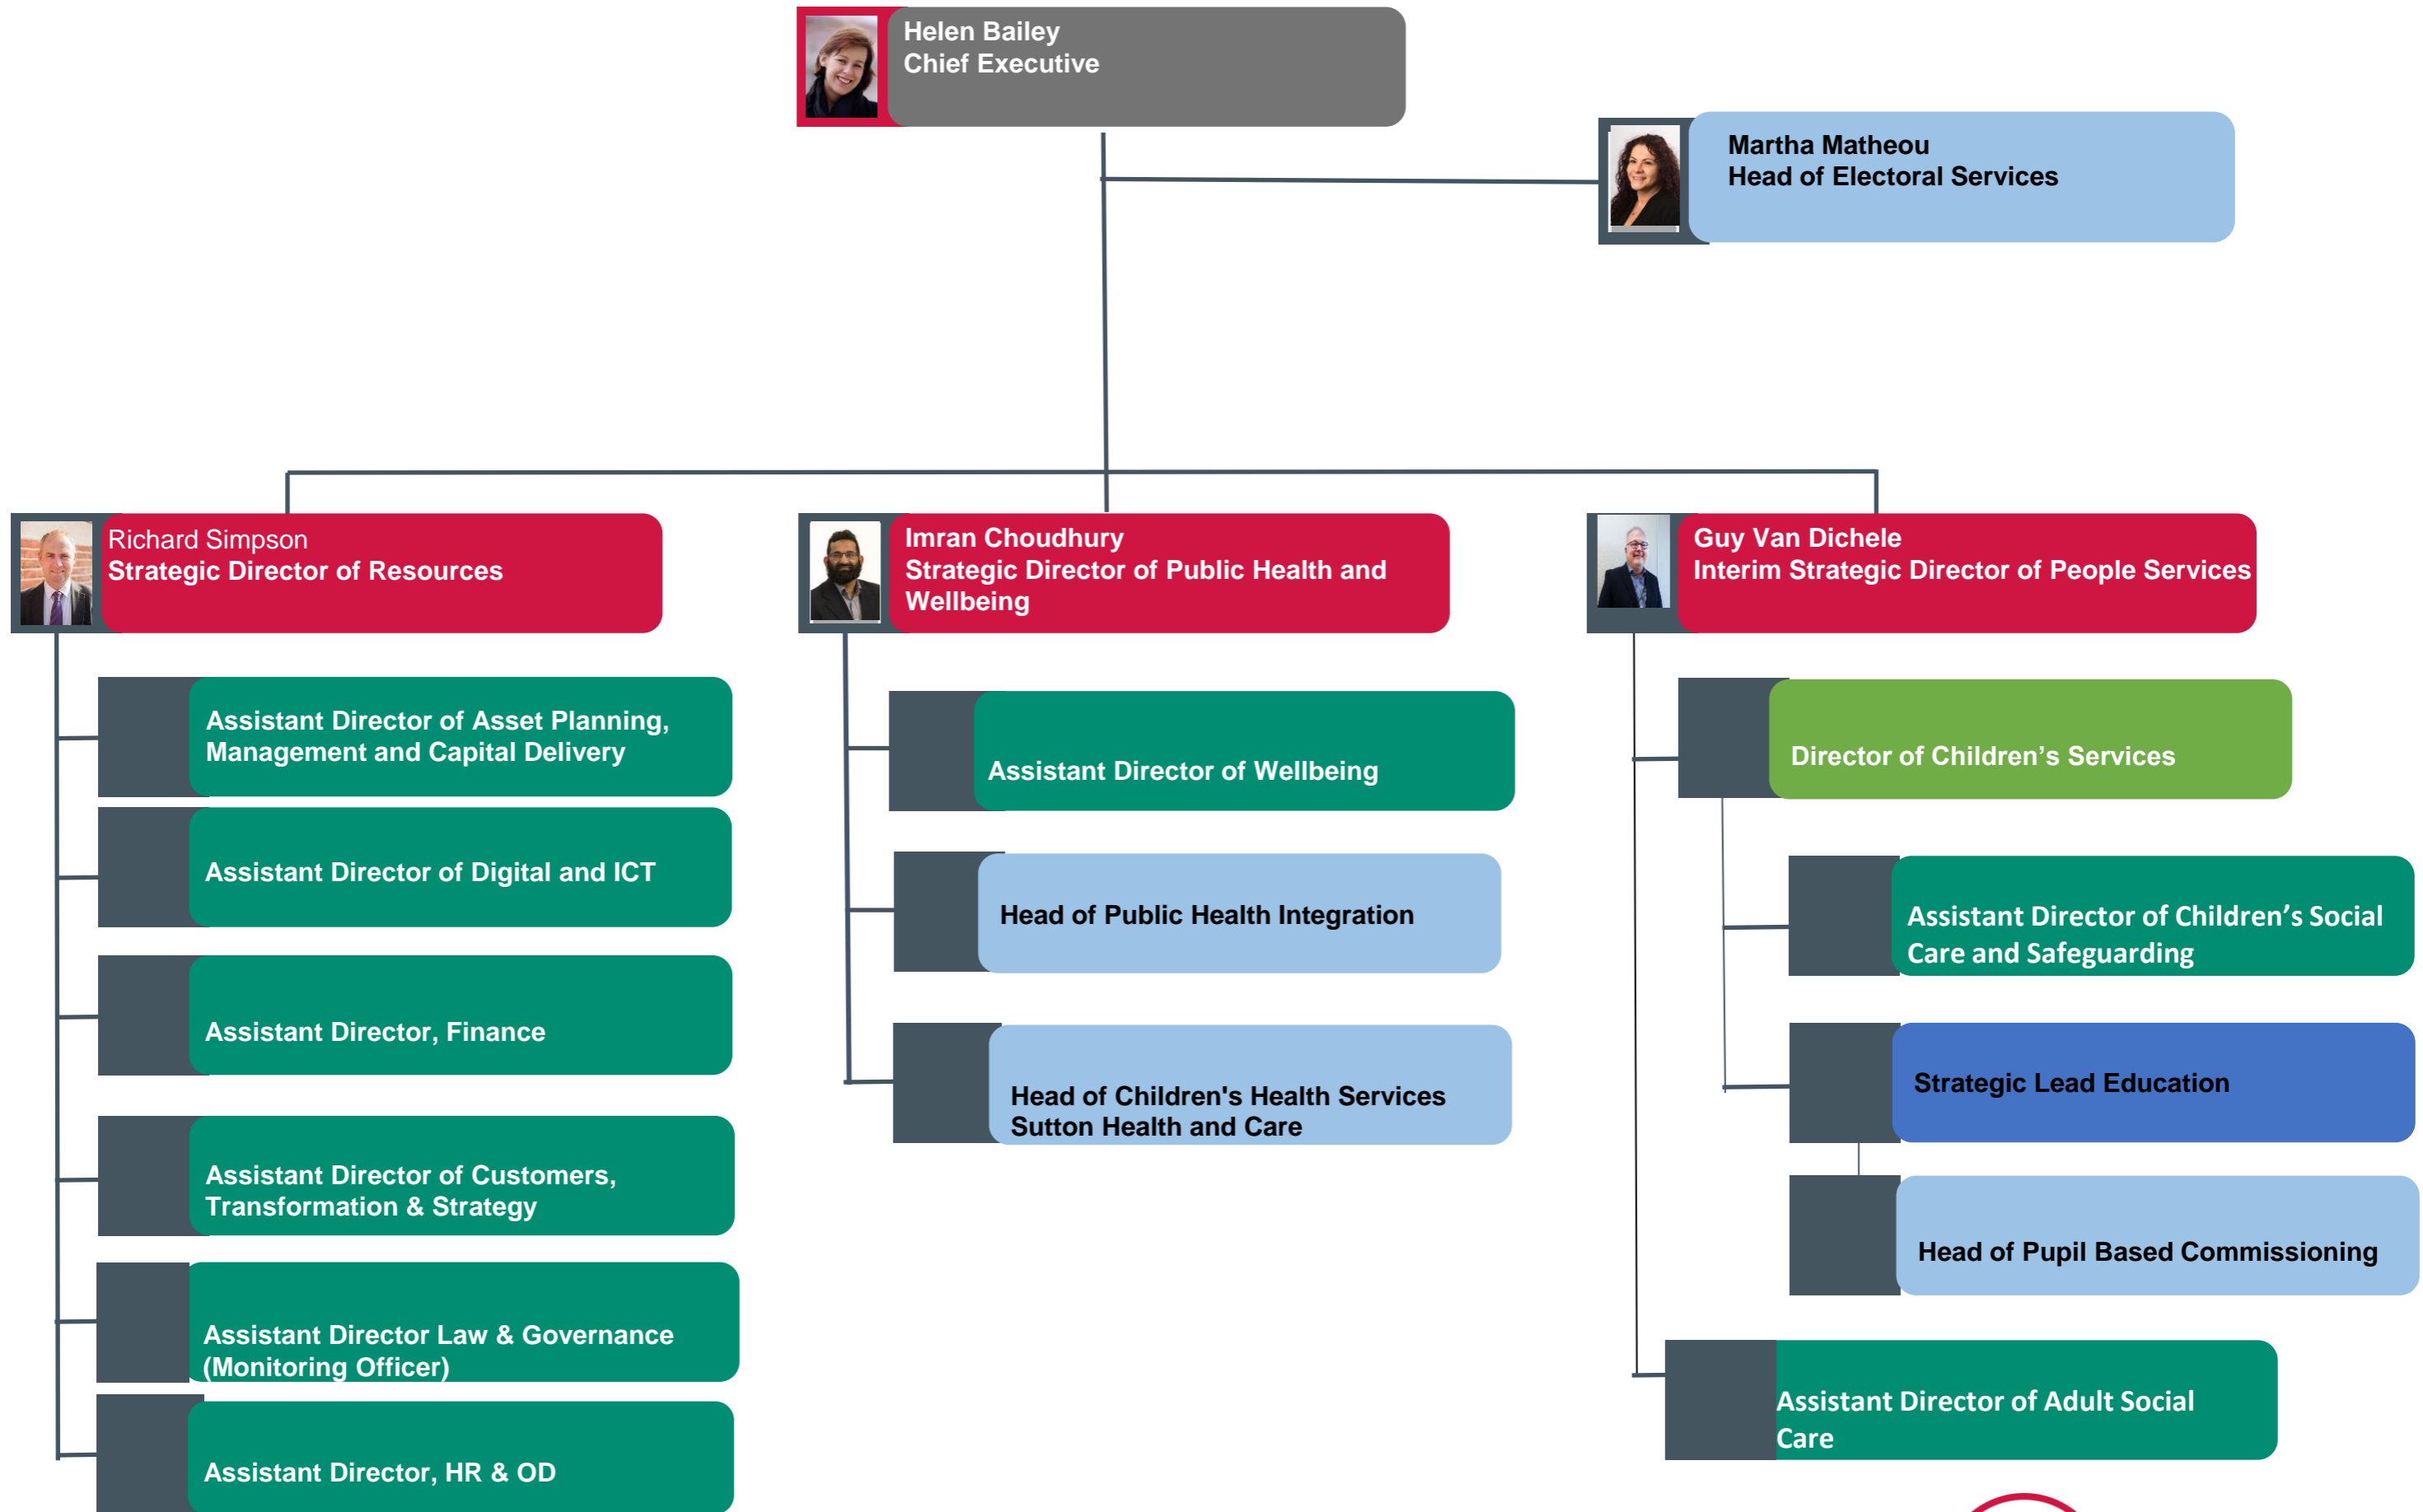 Helen Bailey
Chief Executive
Martha Matheou
Head of Electoral Services
Richard Simpson
Strategic Director of Resources
Assistant Director of Asset Planning,
Management and Capital Delivery
Assistant Director of Digital and ICT
Assistant Director, Finance
Assistant Director of Customers,
Transformation & Strategy
Assistant Director Law & Governance
(Monitoring Officer)
Assistant Director, HR & OD
Imran Choudhury
Strategic Director of Public Health and
Wellbeing
Assistant Director of Wellbeing
Head of Public Health Integration
Head of Children's Health Services
Sutton Health and Care
Guy Van Dichele
Interim Strategic Director of People Services
Director of Children’s Services
Assistant Director of Children’s Social
Care and Safeguarding
Strategic Lead Education
Head of Pupil Based Commissioning
Assistant Director of Adult Social
Care